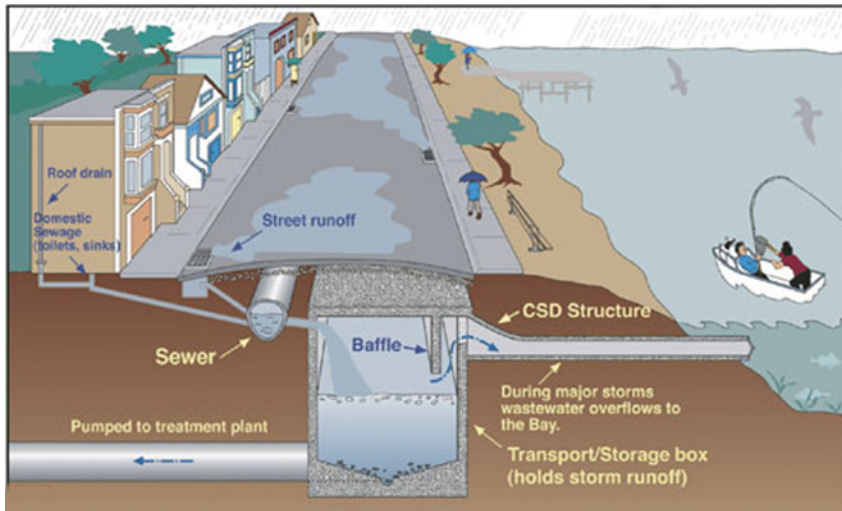 Roof drain
Domestic
Sewage
(toilets, sinks)
Street runoff
Sewer
Baffle
CSD Structure
During major storms
wastewater overflows to
the Bay.
Pumped to treatment plant
Transport/Storage box
(holds storm runoff)